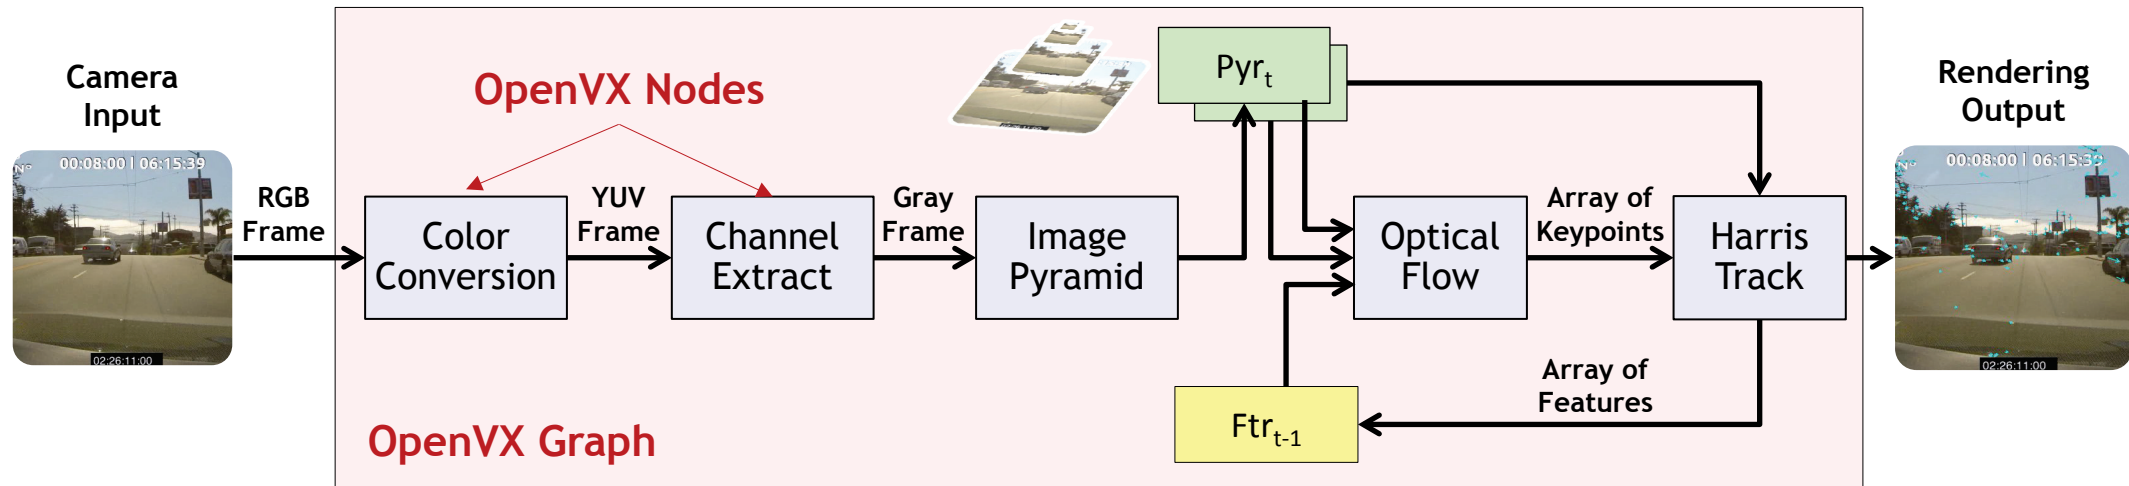 Camera
Input
N°
00:08:00 | 06:15:39
02:26:11:00
RGB
Frame
OpenVX Nodes
Color
Conversion
YUV
Frame
Channel
Extract
Gray
Frame
Image
Pyramid
Pyrt
Optical
Flow
Array of
Keypoints
Harris
Track
Array of
Features
Ftrt-1
OpenVX Graph
Rendering
Output
N°
00:08:00 | 06:15:39
02:26:11:00